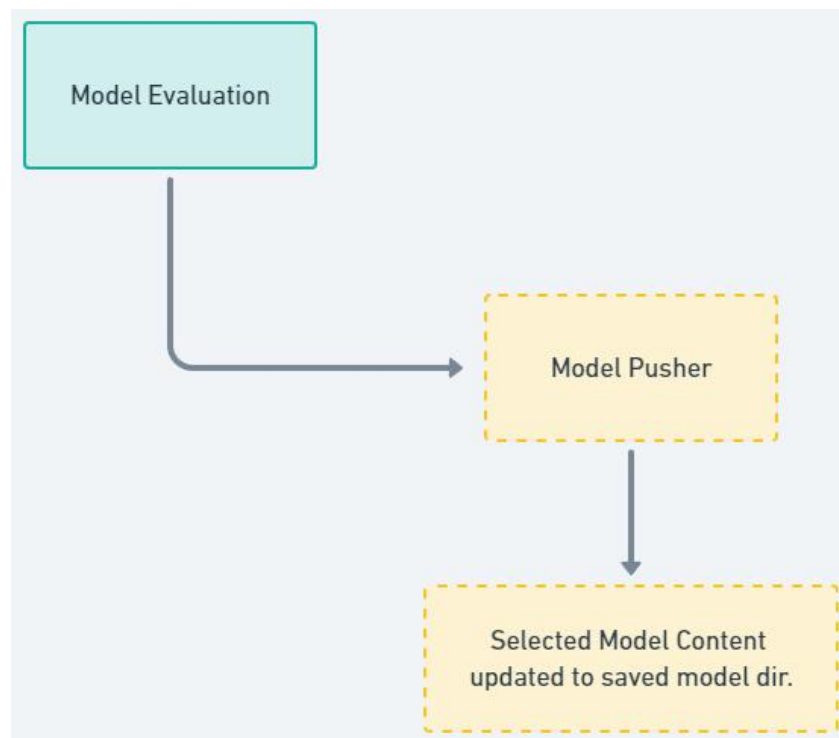 Model Evaluation
Model Pusher
Selected Model Content
updated to saved model dir.